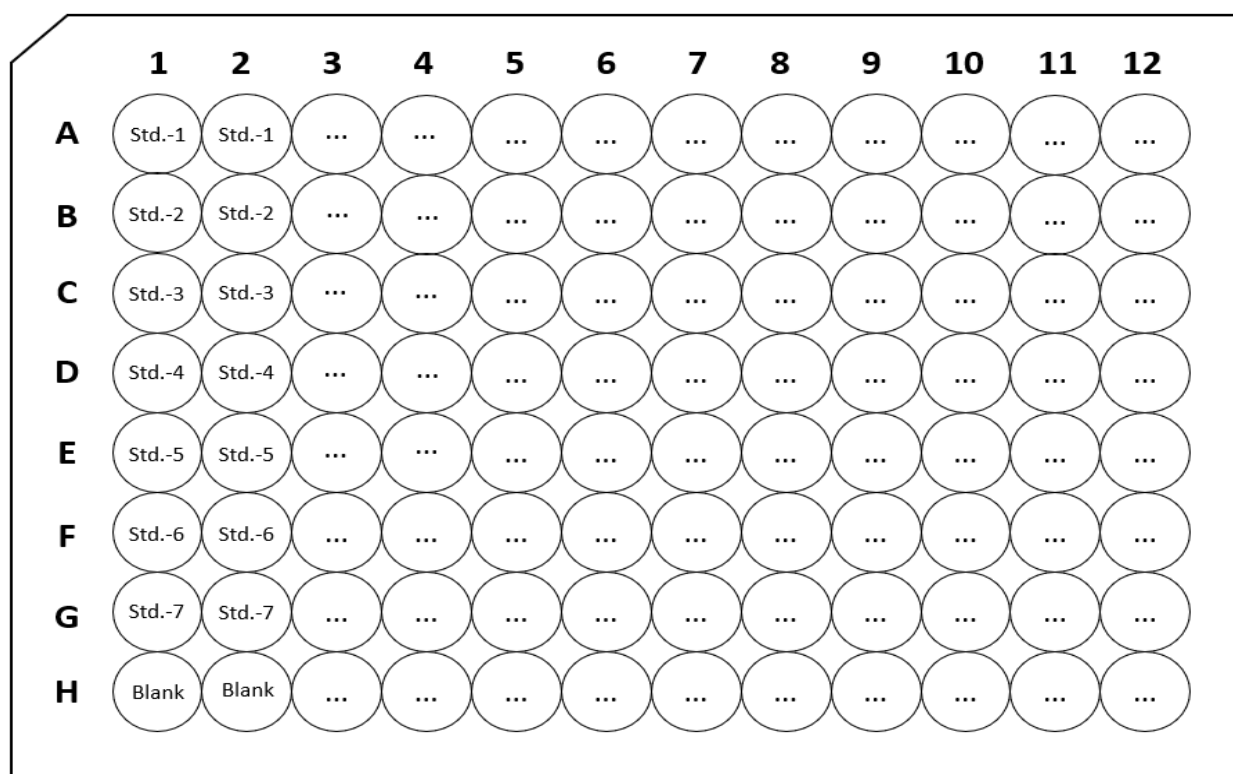 1 2 3 4 5 6 7 8 9 10 11 12
A Std.-1 Std.-1 ... ... ... ... ... ... ... ... ... ...
B Std.-2 Std.-2 ... ... ... ... ... ... ... ... ... ...
C Std.-3 Std.-3 ... ... ... ... ... ... ... ... ... ...
D Std.-4 Std.-4 ... ... ... ... ... ... ... ... ... ...
E Std.-5 Std.-5 ... ... ... ... ... ... ... ... ... ...
F Std.-6 Std.-6 ... ... ... ... ... ... ... ... ... ...
G Std.-7 Std.-7 ... ... ... ... ... ... ... ... ... ...
H Blank Blank ... ... ... ... ... ... ... ... ... ...